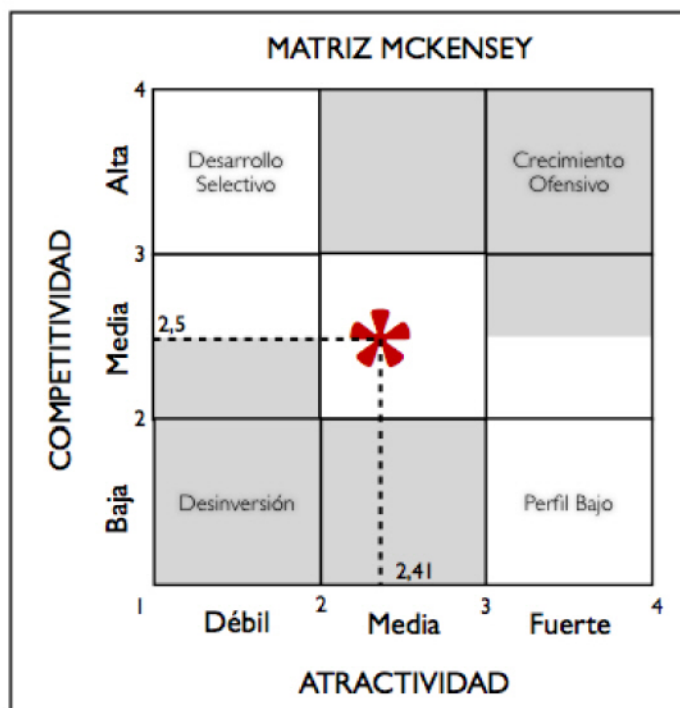 MATRIZ MCKENSEY
4
Alta
Desarrollo
Selectivo
Crecimiento
Ofensivo
3
COMPETITIVIDAD
Media
2,5
2
Baja
Desinversión
Perfil Bajo
2,41
1
Débil
2
Media
3
Fuerte
4
ATRACTIVIDAD